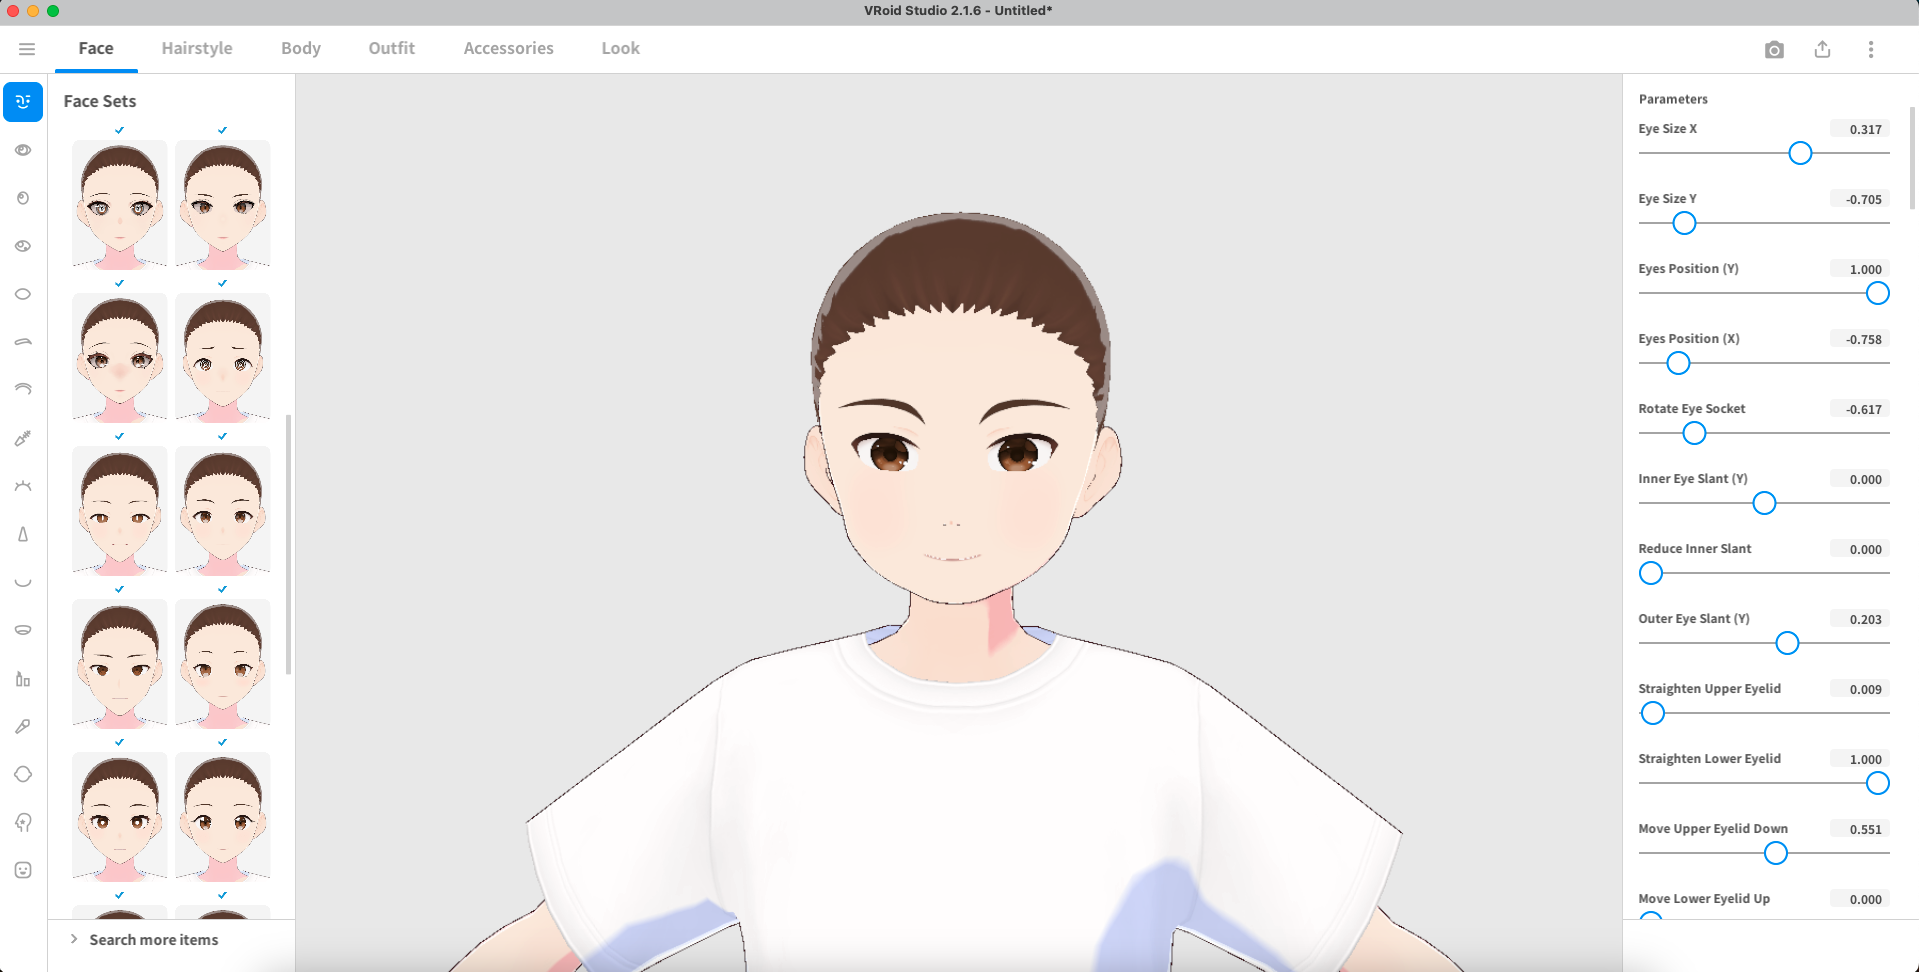 VRoid Studio 2.1.6 - Untitled*
Face
Hairstyle
Body
Outfit
Accessories
Look
Face Sets
Search more items
Parameters
Eye Size X 0.317
Eye Size Y -0.705
Eyes Position (Y) 1.000
Eyes Position (X) -0.758
Rotate Eye Socket -0.617
Inner Eye Slant (Y) 0.000
Reduce Inner Slant 0.000
Outer Eye Slant (Y) 0.203
Straighten Upper Eyelid 0.009
Straighten Lower Eyelid 1.000
Move Upper Eyelid Down 0.551
Move Lower Eyelid Up 0.000